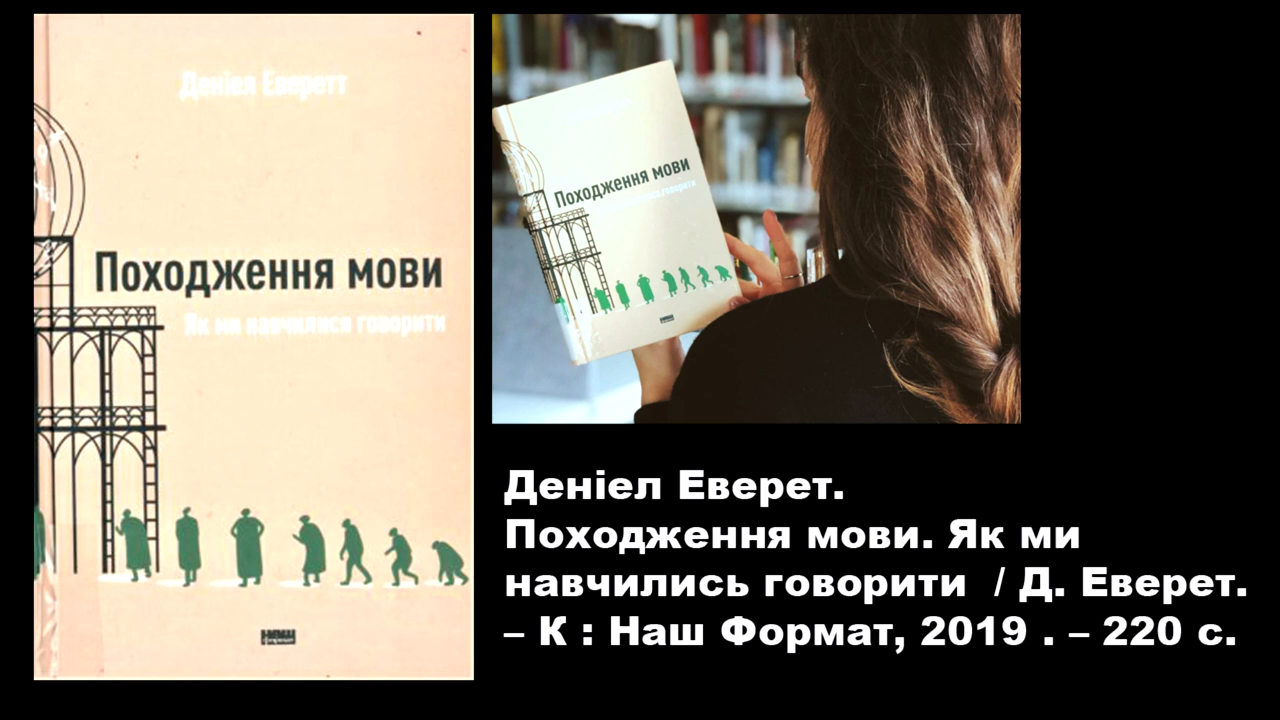 Деніел Еверетт
Походження мови
Як ми навчилися говорити
Походження мови
говорити
Деніел Еверет.
Походження мови. Як ми
навчились говорити / Д. Еверет.
– К : Наш Формат, 2019 . – 220 с.